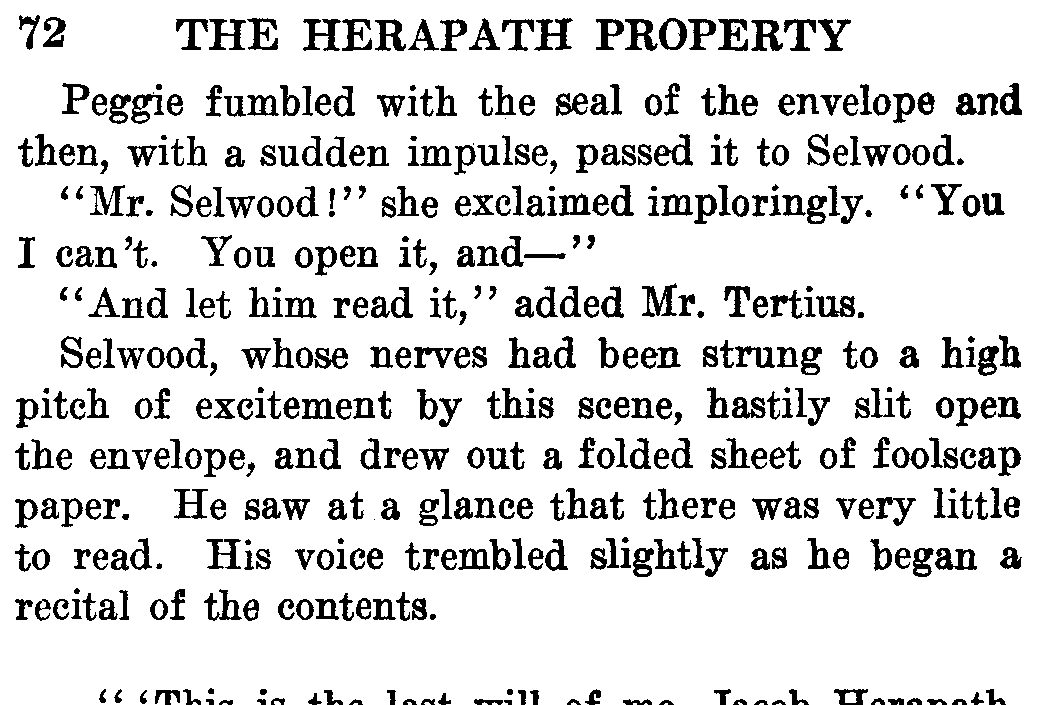 72 THE HERAPATH PROPERTY
Peggie fumbled with the seal of the envelope and
then, with a sudden impulse, passed it to Selwood.
“Mr. Selwood!” she exclaimed imploringly. “You
I can’t. You open it, and—”
“And let him read it,” added Mr. Tertius.
Selwood, whose nerves had been strung to a high
pitch of excitement by this scene, hastily slit open
the envelope, and drew out a folded sheet of foolscap
paper. He saw at a glance that there was very little
to read. His voice trembled slightly as he began a
recital of the contents.
“ ‘This is the last will of me, Jacob Herapath